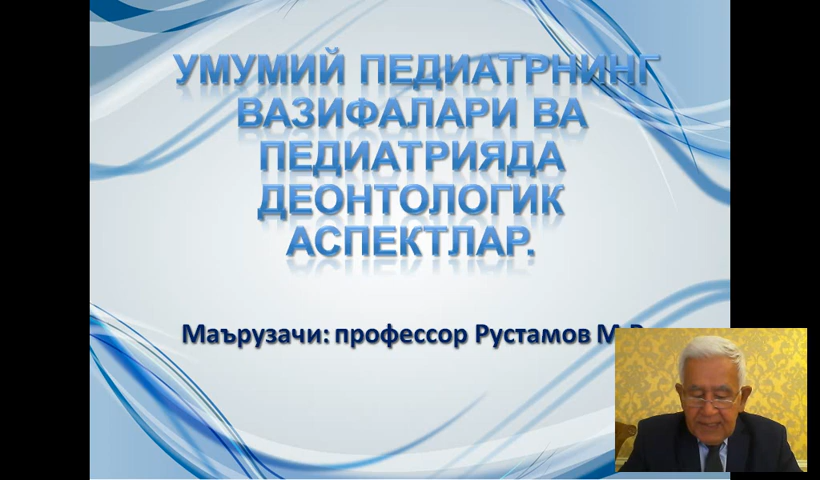 УМУМИЙ ПЕДИАТРНИНГ
ВАЗИФАЛАРИ ВА
ПЕДИАТРИЯДА
ДЕОНТОЛОГИК
АСПЕКТЛАР.
Маърузачи: профессор Рустамов М.Р